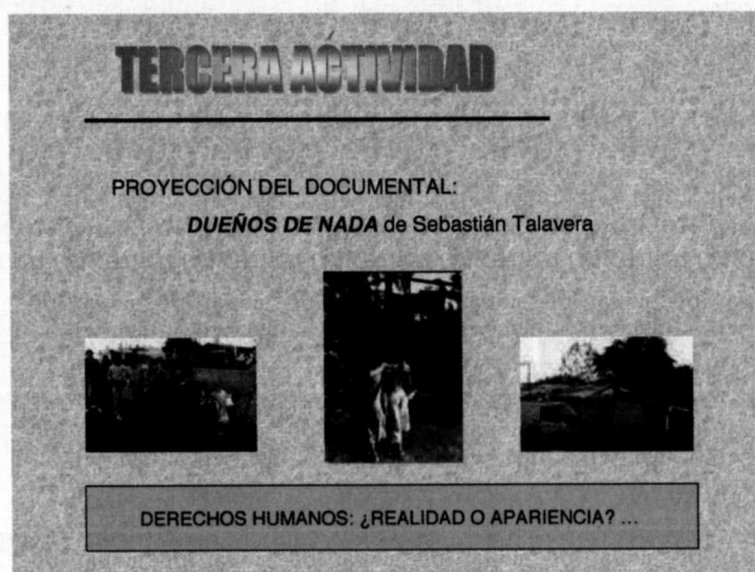 TERCERA ACTIVIDAD
PROYECCIÓN DEL DOCUMENTAL:
DUEÑOS DE NADA de Sebastián Talavera
DERECHOS HUMANOS: ¿REALIDAD O APARIENCIA? ...